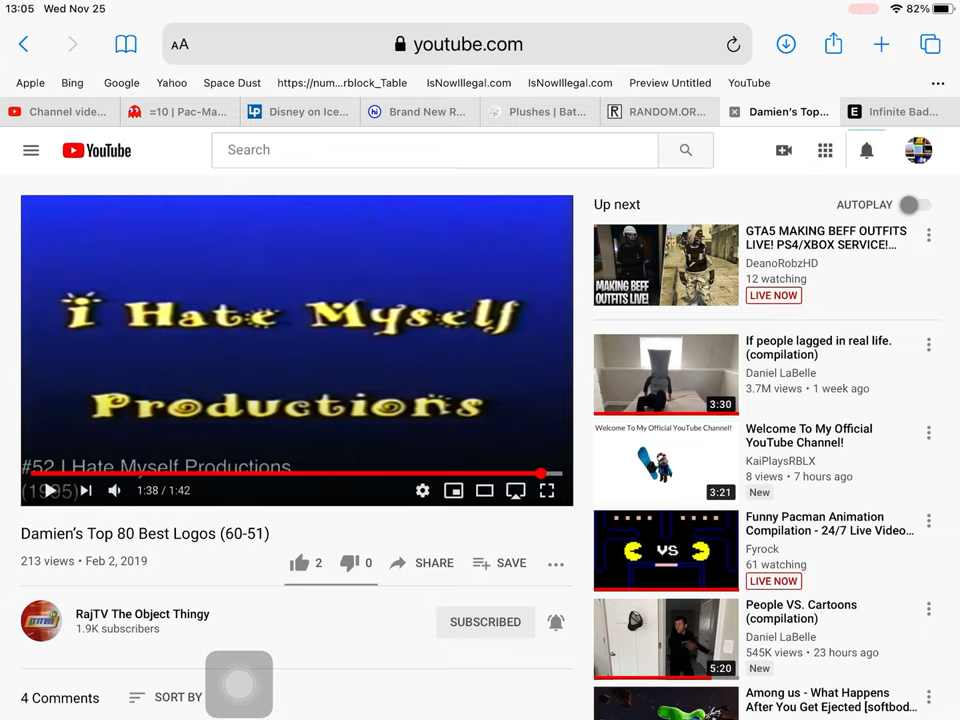 13:05 Wed Nov 25
82%
AA
youtube.com
Apple Bing Google Yahoo Space Dust https://num...rblock_Table IsNowIllegal.com IsNowIllegal.com Preview Untitled YouTube
Channel vide...
=10 | Pac-Ma...
Disney on Ice...
Brand New R...
Plushes | Bat...
RANDOM.OR...
Damien's Top...
Infinite Bad...
YouTube
Search
I Hate Myself
Productions
#52 I Hate Myself Productions
(1995)
1:38 / 1:42
Damien's Top 80 Best Logos (60-51)
213 views • Feb 2, 2019
2
0
SHARE
SAVE
RajTV The Object Thingy
1.9K subscribers
SUBSCRIBED
4 Comments
SORT BY
Up next
AUTOPLAY
MAKING BEFF
OUTFITS LIVE!
GTA5 MAKING BEFF OUTFITS
LIVE! PS4/XBOX SERVICE!...
DeanoRobzHD
12 watching
LIVE NOW
3:30
If people lagged in real life.
(compilation)
Daniel LaBelle
3.7M views • 1 week ago
Welcome To My Official YouTube Channel!
3:21
Welcome To My Official
YouTube Channel!
KaiPlaysRBLX
8 views • 7 hours ago
New
VS
Funny Pacman Animation
Compilation - 24/7 Live Video...
Fyrock
61 watching
LIVE NOW
5:20
People VS. Cartoons
(compilation)
Daniel LaBelle
545K views • 23 hours ago
New
Among us - What Happens
After You Get Ejected [softbod...